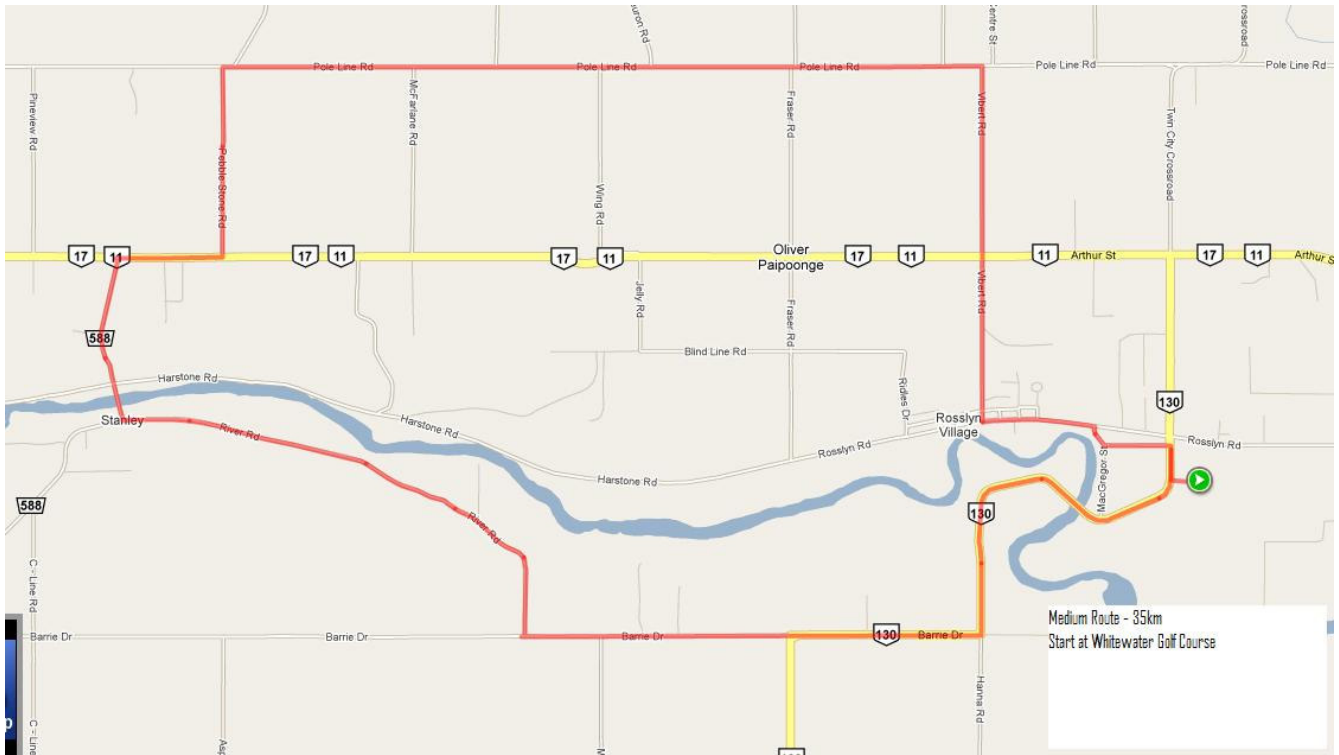 Centre St
Pole Line Rd
Pole Line Rd
Pole Line Rd
Pole Line Rd
Pole Line Rd
Pineview Rd
McFarlane Rd
Fraser Rd
Vibert Rd
Twin City Crossroad
Pebble Stone Rd
Wing Rd
17
11
17
11
17
11
Oliver
Paipoonge
17
11
11
Arthur St
17
11
Arthur S
Jelly Rd
Fraser Rd
Vibert Rd
588
Blind Line Rd
Harstone Rd
Ridles Dr
130
Stanley
River Rd
Harstone Rd
Rosslyn
Village
Rosslyn Rd
Rosslyn Rd
MacGregor St
Harstone Rd
588
River Rd
130
C - Line Rd
Medium Route - 35km
Start at Whitewater Golf Course
Barrie Dr
Barrie Dr
Barrie Dr
130
Barrie Dr
Hanna Rd
C - Line